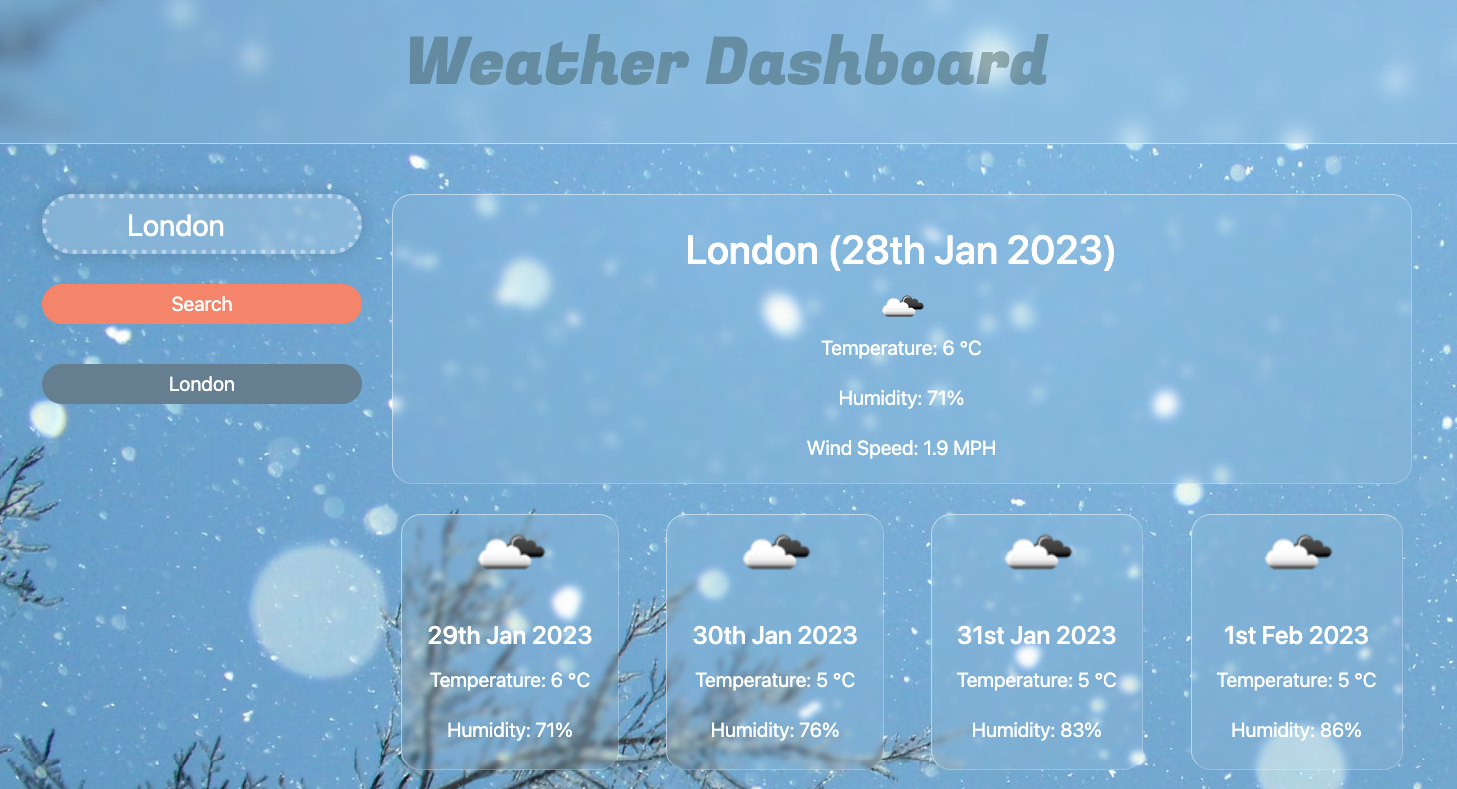 Weather Dashboard
London
Search
London
London (28th Jan 2023)
Temperature: 6 °C
Humidity: 71%
Wind Speed: 1.9 MPH
29th Jan 2023
Temperature: 6 °C
Humidity: 71%
30th Jan 2023
Temperature: 5 °C
Humidity: 76%
31st Jan 2023
Temperature: 5 °C
Humidity: 83%
1st Feb 2023
Temperature: 5 °C
Humidity: 86%